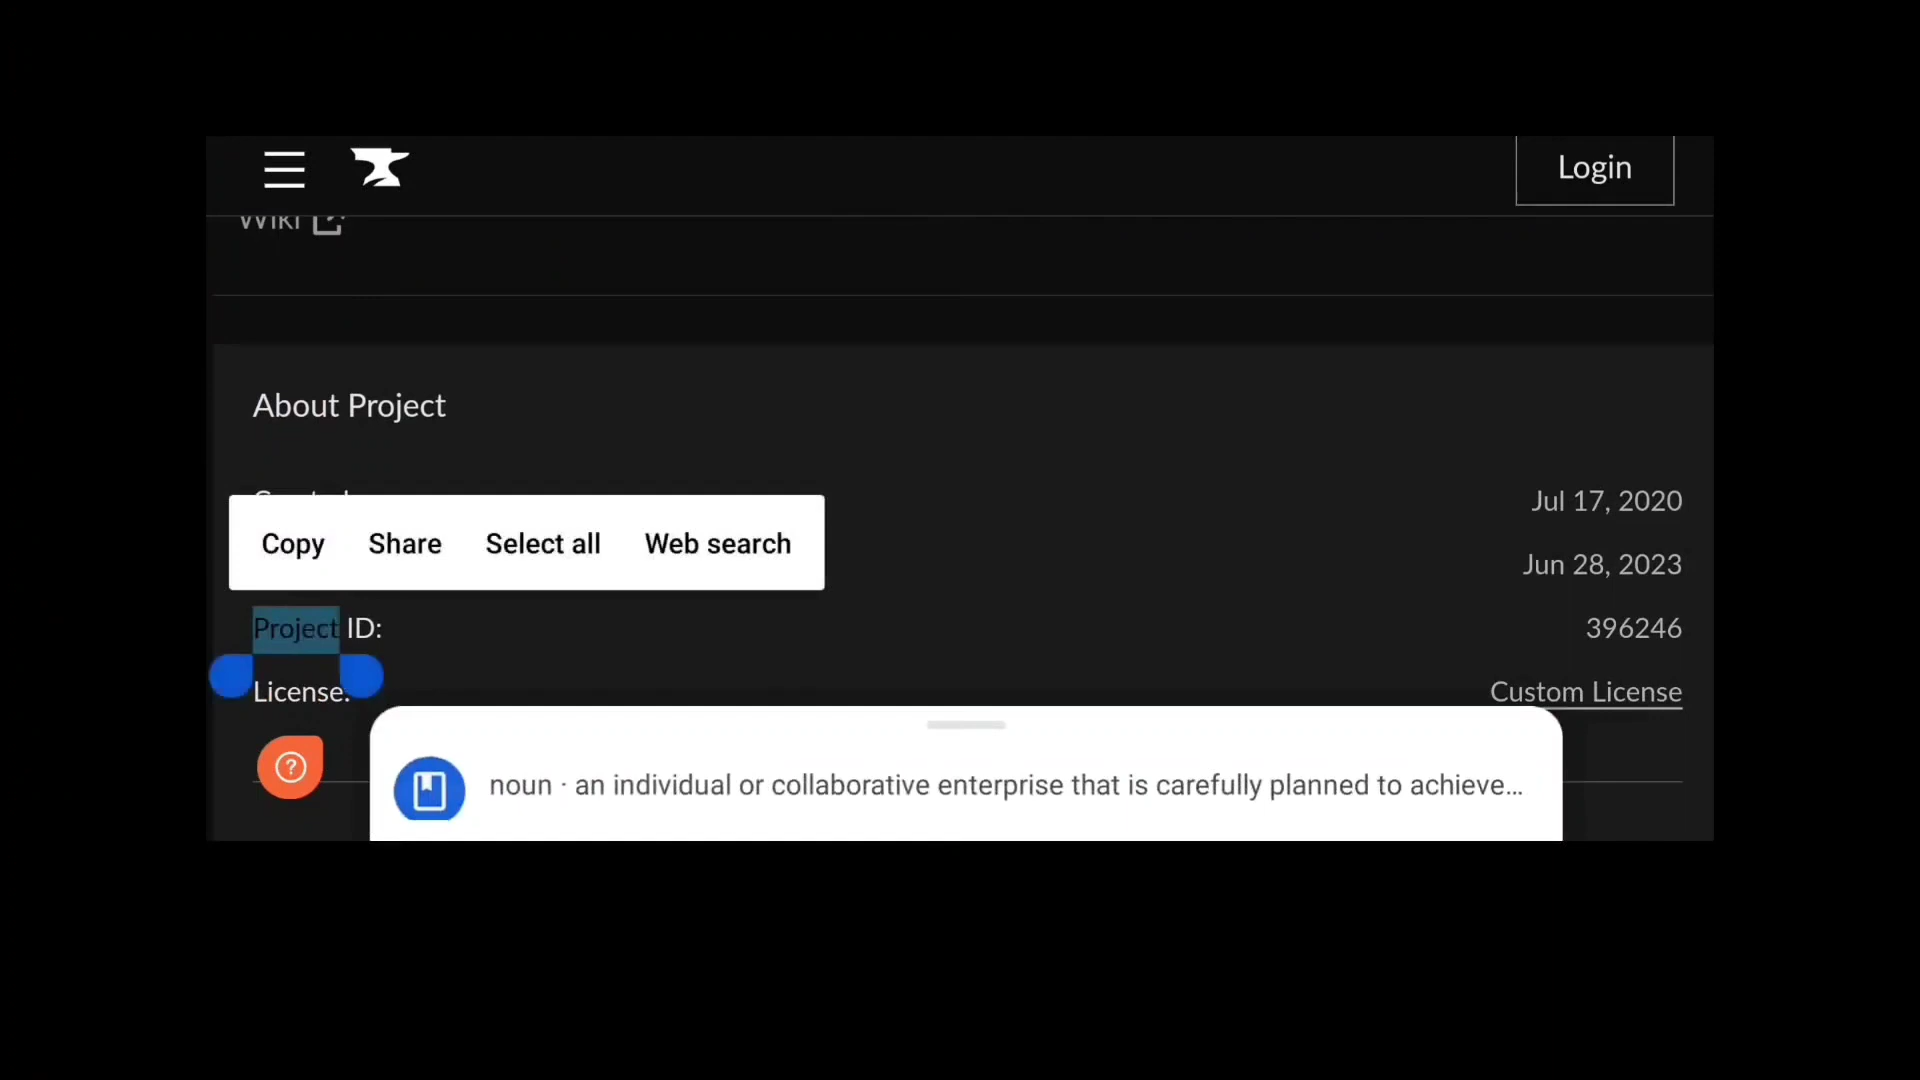 Login
Wiki
About Project
Jul 17, 2020
Copy Share Select all Web search
Jun 28, 2023
Project ID: 396246
License: Custom License
noun · an individual or collaborative enterprise that is carefully planned to achieve...